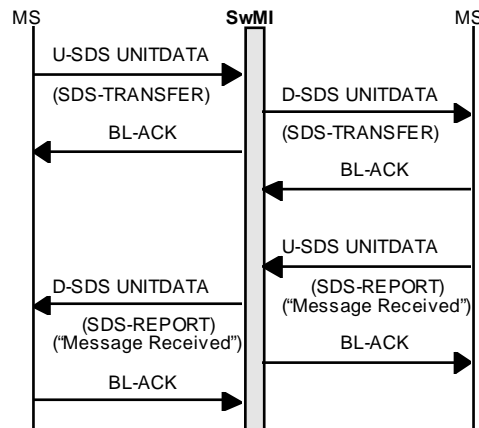 MS
SwMI
MS
U-SDS UNITDATA
(SDS-TRANSFER)
D-SDS UNITDATA
(SDS-TRANSFER)
BL-ACK
BL-ACK
U-SDS UNITDATA
(SDS-REPORT)
(“Message Received”)
D-SDS UNITDATA
(SDS-REPORT)
(“Message Received”)
BL-ACK
BL-ACK